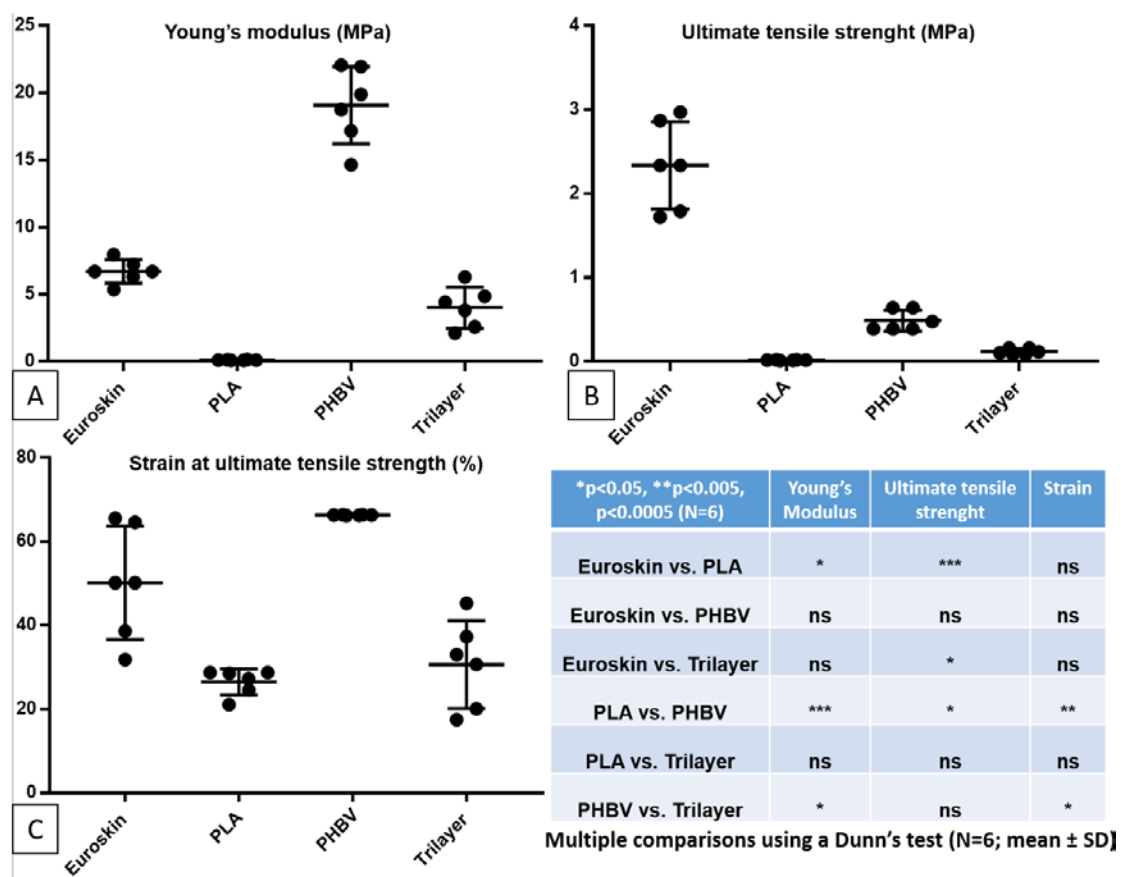 Young's modulus (MPa)
25
20
15
10
5
0
A
Euroskin
PLA
PHBV
Trilayer
Ultimate tensile strenght (MPa)
4
3
2
1
0
B
Euroskin
PLA
PHBV
Trilayer
Strain at ultimate tensile strength (%)
80
60
40
20
0
C
Euroskin
PLA
PHBV
Trilayer
*p<0.05, **p<0.005,
p<0.0005 (N=6)
Young's
Modulus
Ultimate tensile
strenght
Strain
Euroskin vs. PLA * *** ns
Euroskin vs. PHBV ns ns ns
Euroskin vs. Trilayer ns * ns
PLA vs. PHBV *** * **
PLA vs. Trilayer ns ns ns
PHBV vs. Trilayer * ns *
Multiple comparisons using a Dunn's test (N=6; mean ± SD)